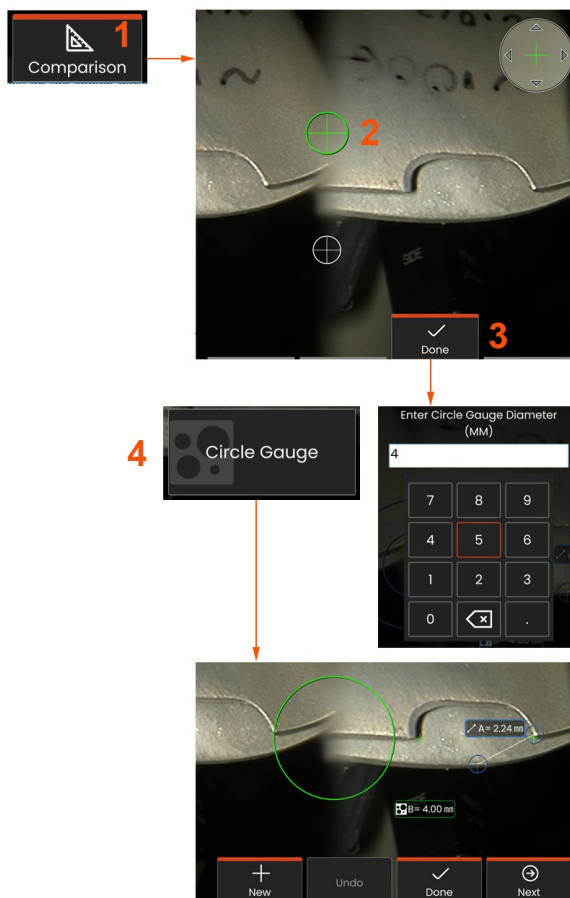 1
Comparison
2
SIDE
3
Done
4
Circle Gauge
Enter Circle Gauge Diameter
(MM)
4
7 8 9
4 5 6
1 2 3
0 .
A= 2.24 mm
B= 4.00 mm
New
Undo
Done
Next